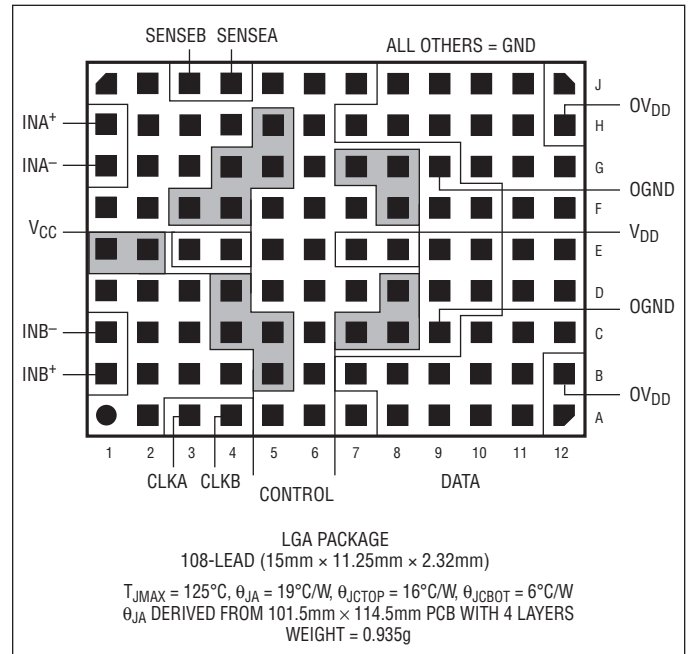 SENSEB SENSEA
ALL OTHERS = GND
J
INA+
OVDD
H
INA–
G
OGND
F
VCC
VDD
E
D
OGND
INB–
C
INB+
B
OVDD
A
1 2 3 4 5 6 7 8 9 10 11 12
CLKA CLKB
CONTROL
DATA
LGA PACKAGE
108-LEAD (15mm × 11.25mm × 2.32mm)
TJMAX = 125°C, θJA = 19°C/W, θJCTOP = 16°C/W, θJCBOT = 6°C/W
θJA DERIVED FROM 101.5mm × 114.5mm PCB WITH 4 LAYERS
WEIGHT = 0.935g